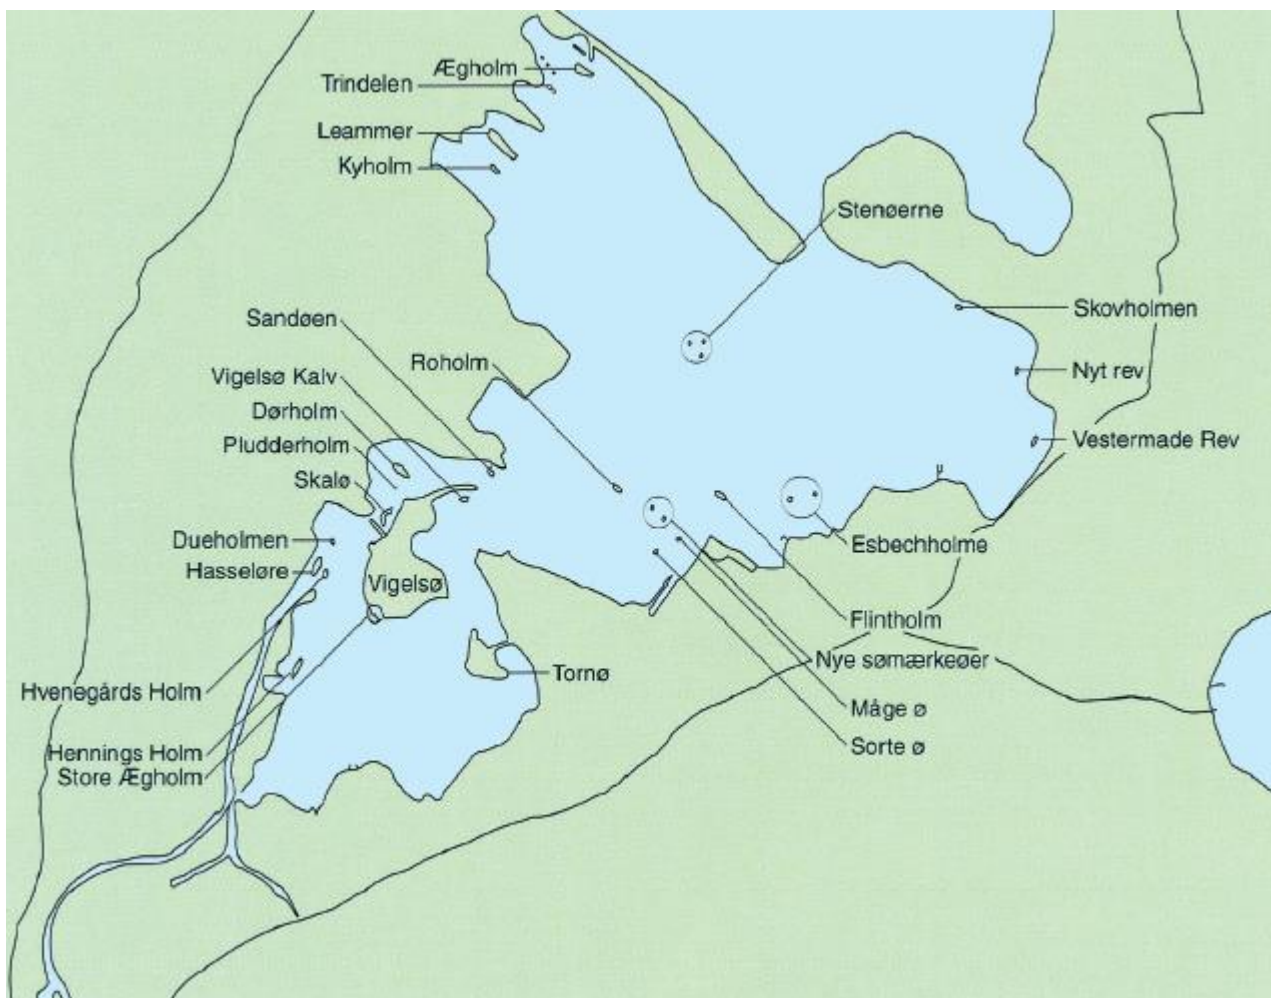 Ægholm
Trindelen
Leammer
Kyholm
Stenøerne
Skovholmen
Sandøen
Roholm
Vigelsø Kalv
Nyt rev
Dørholm
Pludderholm
Vestermade Rev
Skalø
Dueholmen
Esbechholme
Hasseløre
Vigelsø
Flintholm
Nye sømærkeøer
Tornø
Hvenegårds Holm
Måge ø
Sorte ø
Hennings Holm
Store Ægholm